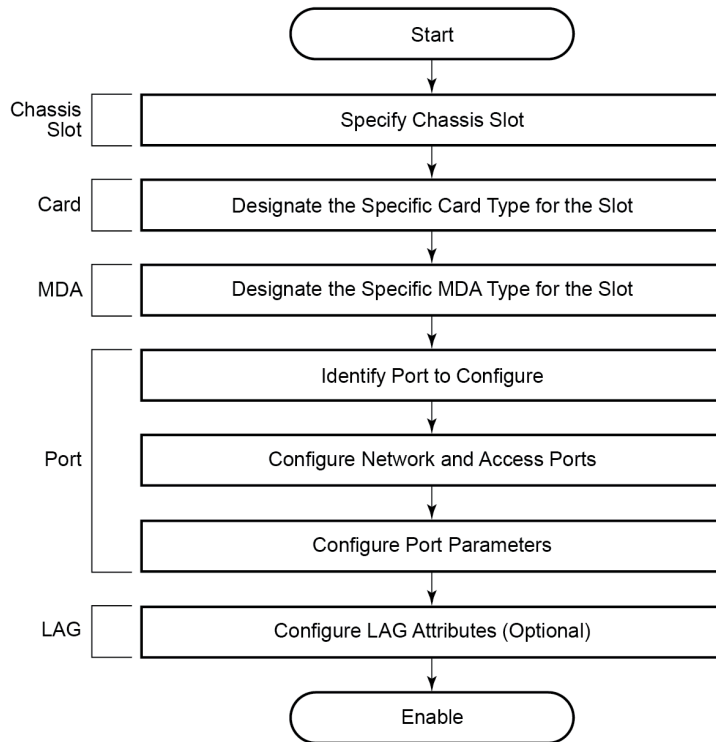 Start
Chassis
Slot
Specify Chassis Slot
Card
Designate the Specific Card Type for the Slot
MDA
Designate the Specific MDA Type for the Slot
Port
Identify Port to Configure
Configure Network and Access Ports
Configure Port Parameters
LAG
Configure LAG Attributes (Optional)
Enable